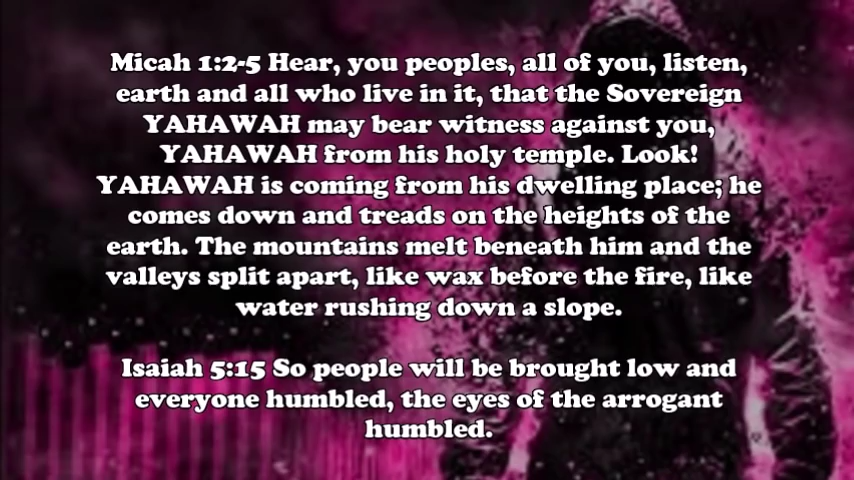 Micah 1:2-5 Hear, you peoples, all of you, listen,
earth and all who live in it, that the Sovereign
YAHAWAH may bear witness against you,
YAHAWAH from his holy temple. Look!
YAHAWAH is coming from his dwelling place; he
comes down and treads on the heights of the
earth. The mountains melt beneath him and the
valleys split apart, like wax before the fire, like
water rushing down a slope.
Isaiah 5:15 So people will be brought low and
everyone humbled, the eyes of the arrogant
humbled.